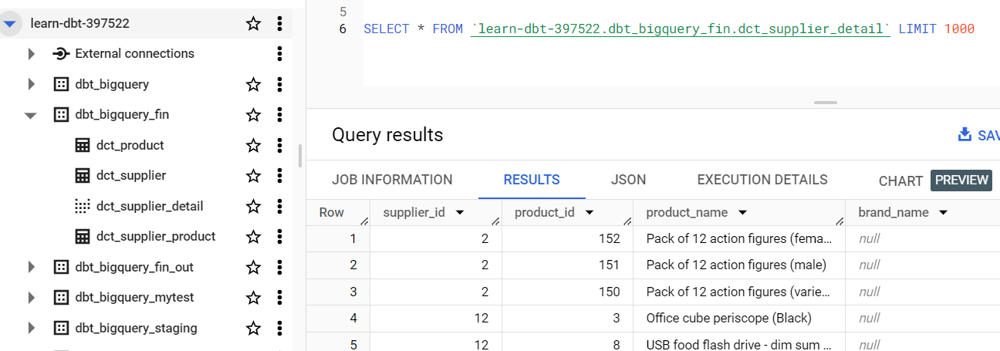 learn-dbt-397522
External connections
dbt_bigquery
dbt_bigquery_fin
dct_product
dct_supplier
dct_supplier_detail
dct_supplier_product
dbt_bigquery_fin_out
dbt_bigquery_mytest
dbt_bigquery_staging
5
6 SELECT * FROM `learn-dbt-397522.dbt_bigquery_fin.dct_supplier_detail` LIMIT 1000
Query results
SAV
JOB INFORMATION RESULTS JSON EXECUTION DETAILS CHART PREVIEW
Row supplier_id product_id product_name brand_name
1 2 152 Pack of 12 action figures (fema... null
2 2 151 Pack of 12 action figures (male) null
3 2 150 Pack of 12 action figures (varie... null
4 12 3 Office cube periscope (Black) null
5 12 8 USB food flash drive - dim sum ... null